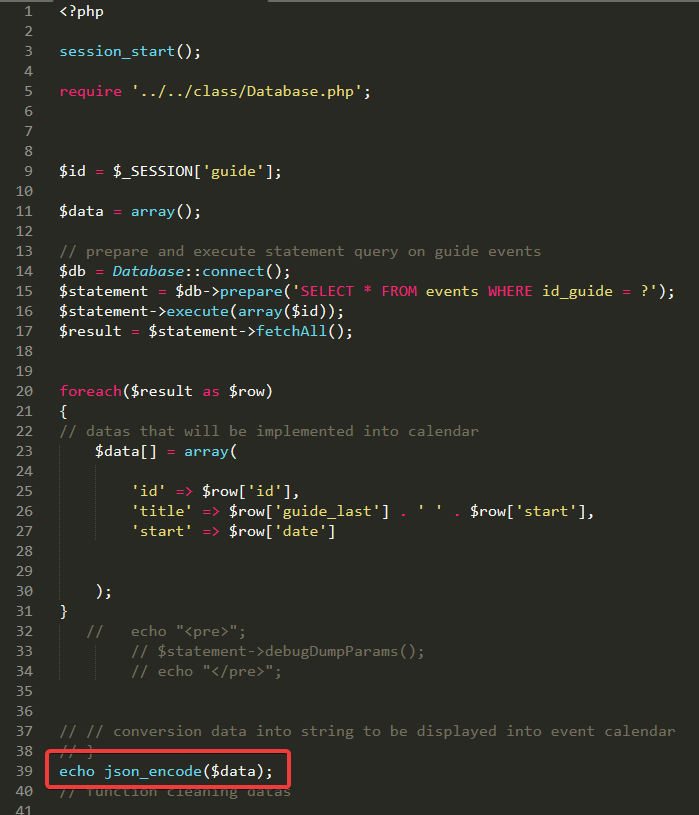 1 <?php
2
3 session_start();
4
5 require '../../class/Database.php';
6
7
8
9 $id = $_SESSION['guide'];
10
11 $data = array();
12
13 // prepare and execute statement query on guide events
14 $db = Database::connect();
15 $statement = $db->prepare('SELECT * FROM events WHERE id_guide = ?');
16 $statement->execute(array($id));
17 $result = $statement->fetchAll();
18
19
20 foreach($result as $row)
21 {
22 // datas that will be implemented into calendar
23 $data[] = array(
24
25 'id' => $row['id'],
26 'title' => $row['guide_last'] . ' ' . $row['start'],
27 'start' => $row['date']
28
29
30 );
31 }
32 // echo "<pre>";
33 // $statement->debugDumpParams();
34 // echo "</pre>";
35
36
37 // // conversion data into string to be displayed into event calendar
38 // }
39 echo json_encode($data);
40 // function cleaning datas
41